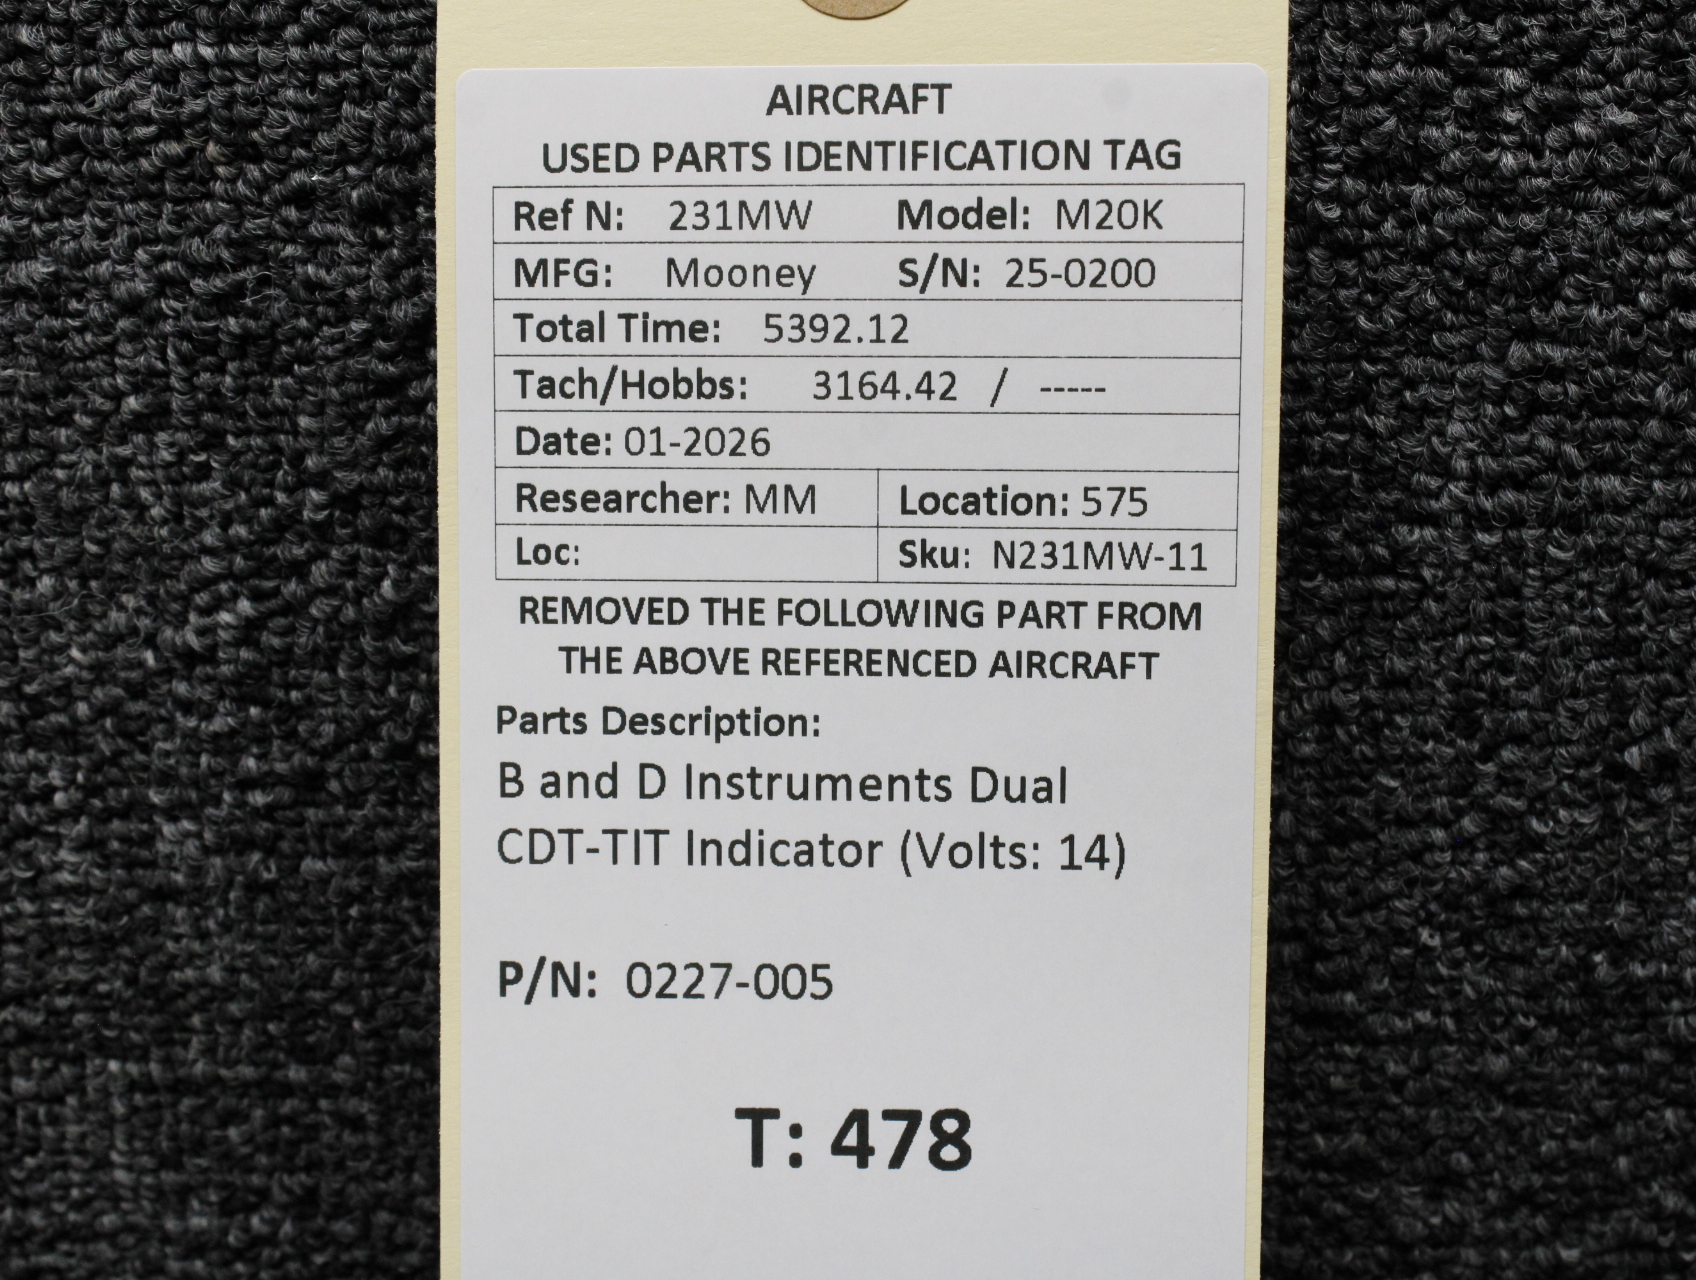 AIRCRAFT
USED PARTS IDENTIFICATION TAG
Ref N: 231MW Model: M20K
MFG: Mooney S/N: 25-0200
Total Time: 5392.12
Tach/Hobbs: 3164.42 / -----
Date: 01-2026
Researcher: MM Location: 575
Loc: Sku: N231MW-11
REMOVED THE FOLLOWING PART FROM
THE ABOVE REFERENCED AIRCRAFT
Parts Description:
B and D Instruments Dual
CDT-TIT Indicator (Volts: 14)
P/N: 0227-005
T: 478